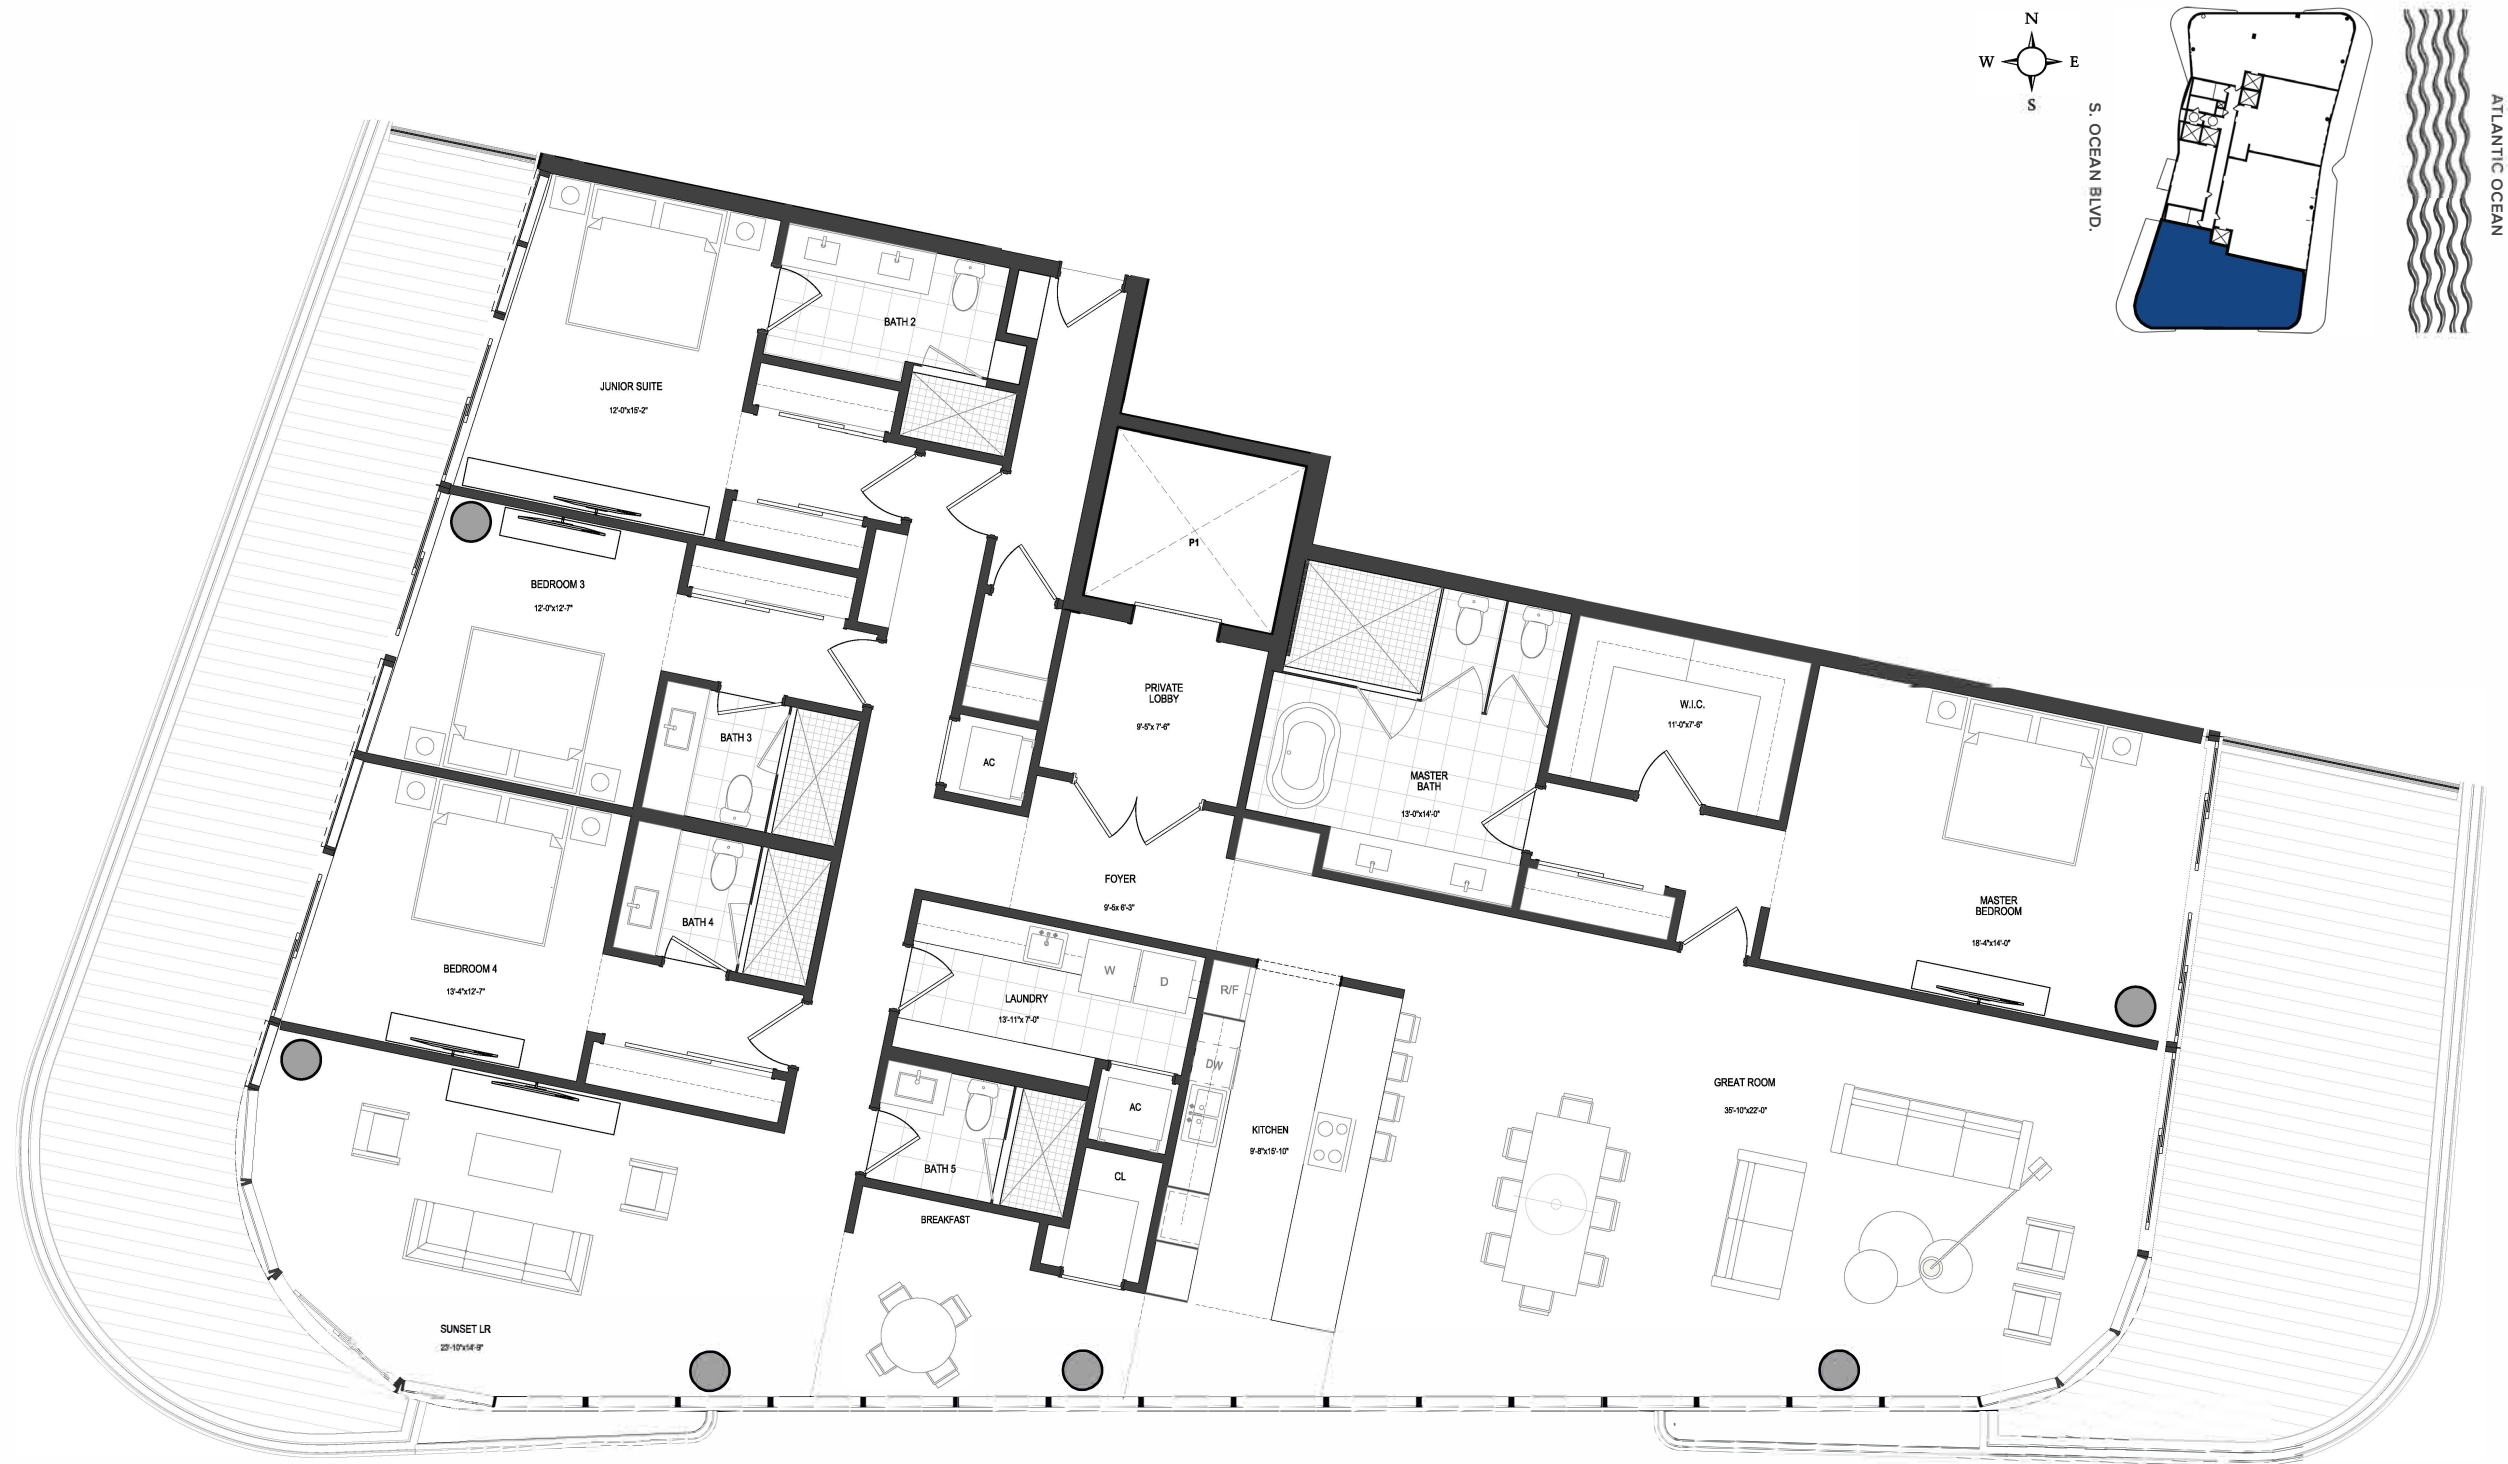 N
W E
S
S. OCEAN BLVD.
ATLANTIC OCEAN
BATH 2
JUNIOR SUITE
12'-0"x15'-2"
P1
BEDROOM 3
12'-0"x12'-7"
PRIVATE
LOBBY
9'-5"x 7'-6"
W.I.C.
11'-0"x7'-6"
BATH 3
AC
MASTER
BATH
13'-0"x14'-0"
FOYER
9'-5x 6'-3"
MASTER
BEDROOM
18'-4"x14'-0"
BATH 4
BEDROOM 4
13'-4"x12'-7"
W
D
R/F
LAUNDRY
13'-11"x 7'-0"
DW
GREAT ROOM
35'-10"x22'-0"
AC
KITCHEN
9'-8"x15'-10"
BATH 5
CL
BREAKFAST
SUNSET LR
23'-10"x14'-9"